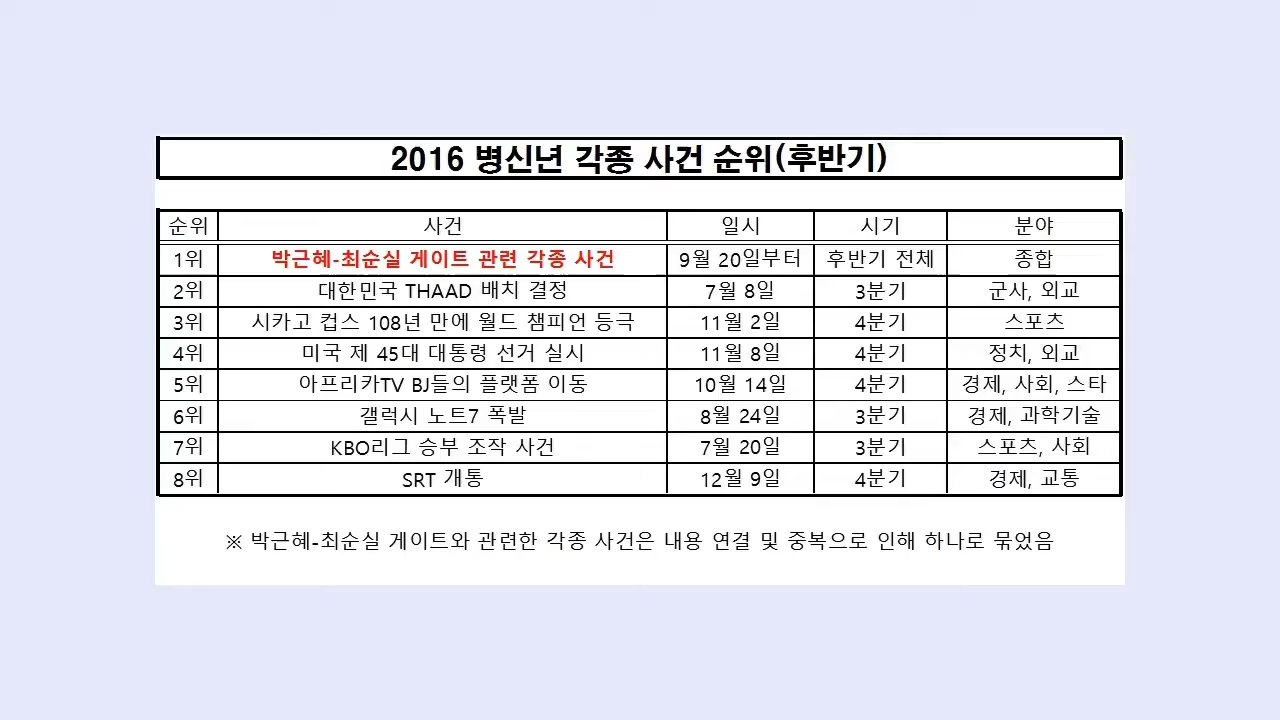 2016 병신년 각종 사건 순위(후반기)
순위 사건 일시 시기 분야
1위 박근혜-최순실 게이트 관련 각종 사건 9월 20일부터 후반기 전체 종합
2위 대한민국 THAAD 배치 결정 7월 8일 3분기 군사, 외교
3위 시카고 컵스 108년 만에 월드 챔피언 등극 11월 2일 4분기 스포츠
4위 미국 제 45대 대통령 선거 실시 11월 8일 4분기 정치, 외교
5위 아프리카TV BJ들의 플랫폼 이동 10월 14일 4분기 경제, 사회, 스타
6위 갤럭시 노트7 폭발 8월 24일 3분기 경제, 과학기술
7위 KBO리그 승부 조작 사건 7월 20일 3분기 스포츠, 사회
8위 SRT 개통 12월 9일 4분기 경제, 교통
※ 박근혜-최순실 게이트와 관련한 각종 사건은 내용 연결 및 중복으로 인해 하나로 묶었음